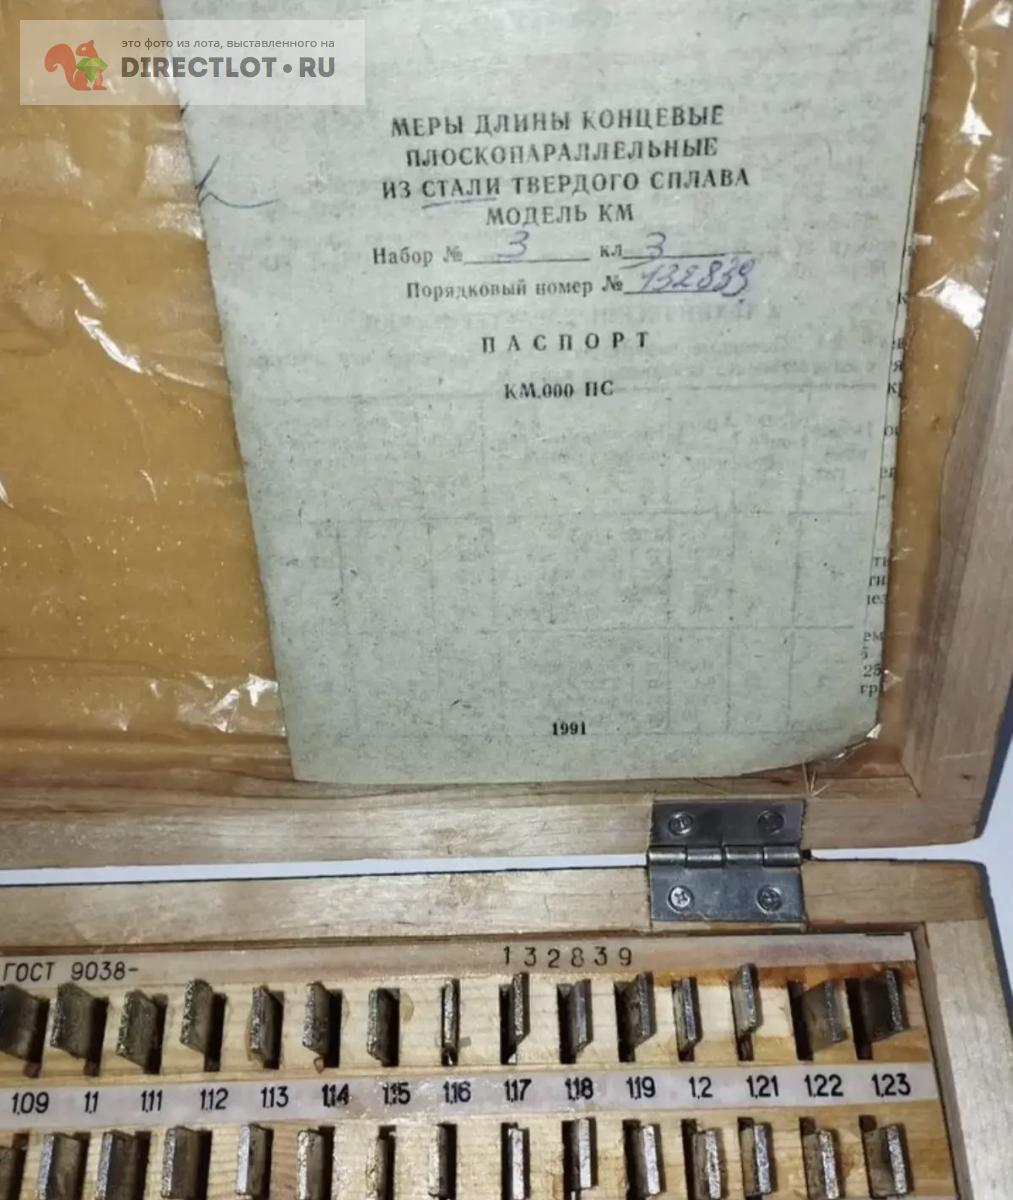 это фото из лота, выставленного на
DIRECTLOT•RU
МЕРЫ ДЛИНЫ КОНЦЕВЫЕ
ПЛОСКОПАРАЛЛЕЛЬНЫЕ
ИЗ СТАЛИ ТВЕРДОГО СПЛАВА
МОДЕЛЬ КМ
Набор № 3 кл 3
Порядковый номер № 132839
ПАСПОРТ
КМ.000 ПС
1991
ГОСТ 9038-
132839
1.09 1.1 1.11 1.12 1.13 1.14 1.15 1.16 1.17 1.18 1.19 1.2 1.21 1.22 1.23